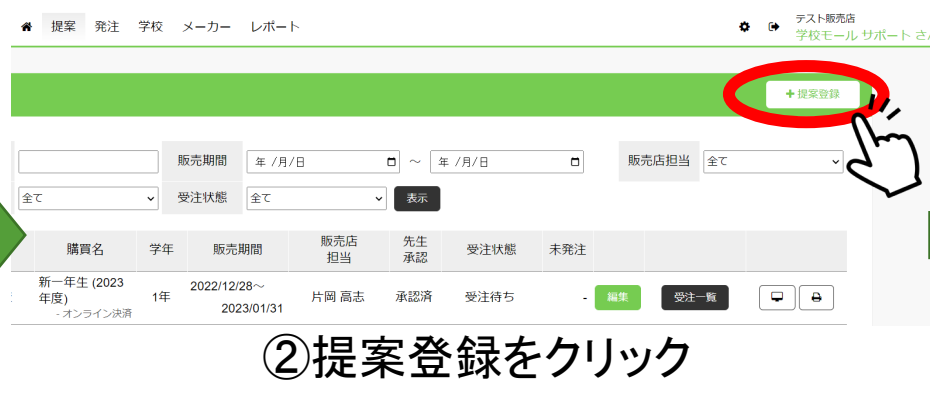 提案 発注 学校 メーカー レポート
テスト販売店
学校モール サポート さん
+提案登録
販売期間 年 /月/日 ~ 年 /月/日 販売店担当 全て
全て 受注状態 全て 表示
購買名 学年 販売期間 販売店担当 先生承認 受注状態 未発注
新一年生 (2023年度)
- オンライン決済
1年
2022/12/28~
2023/01/31
片岡 高志 承認済 受注待ち - 編集 受注一覧
②提案登録をクリック